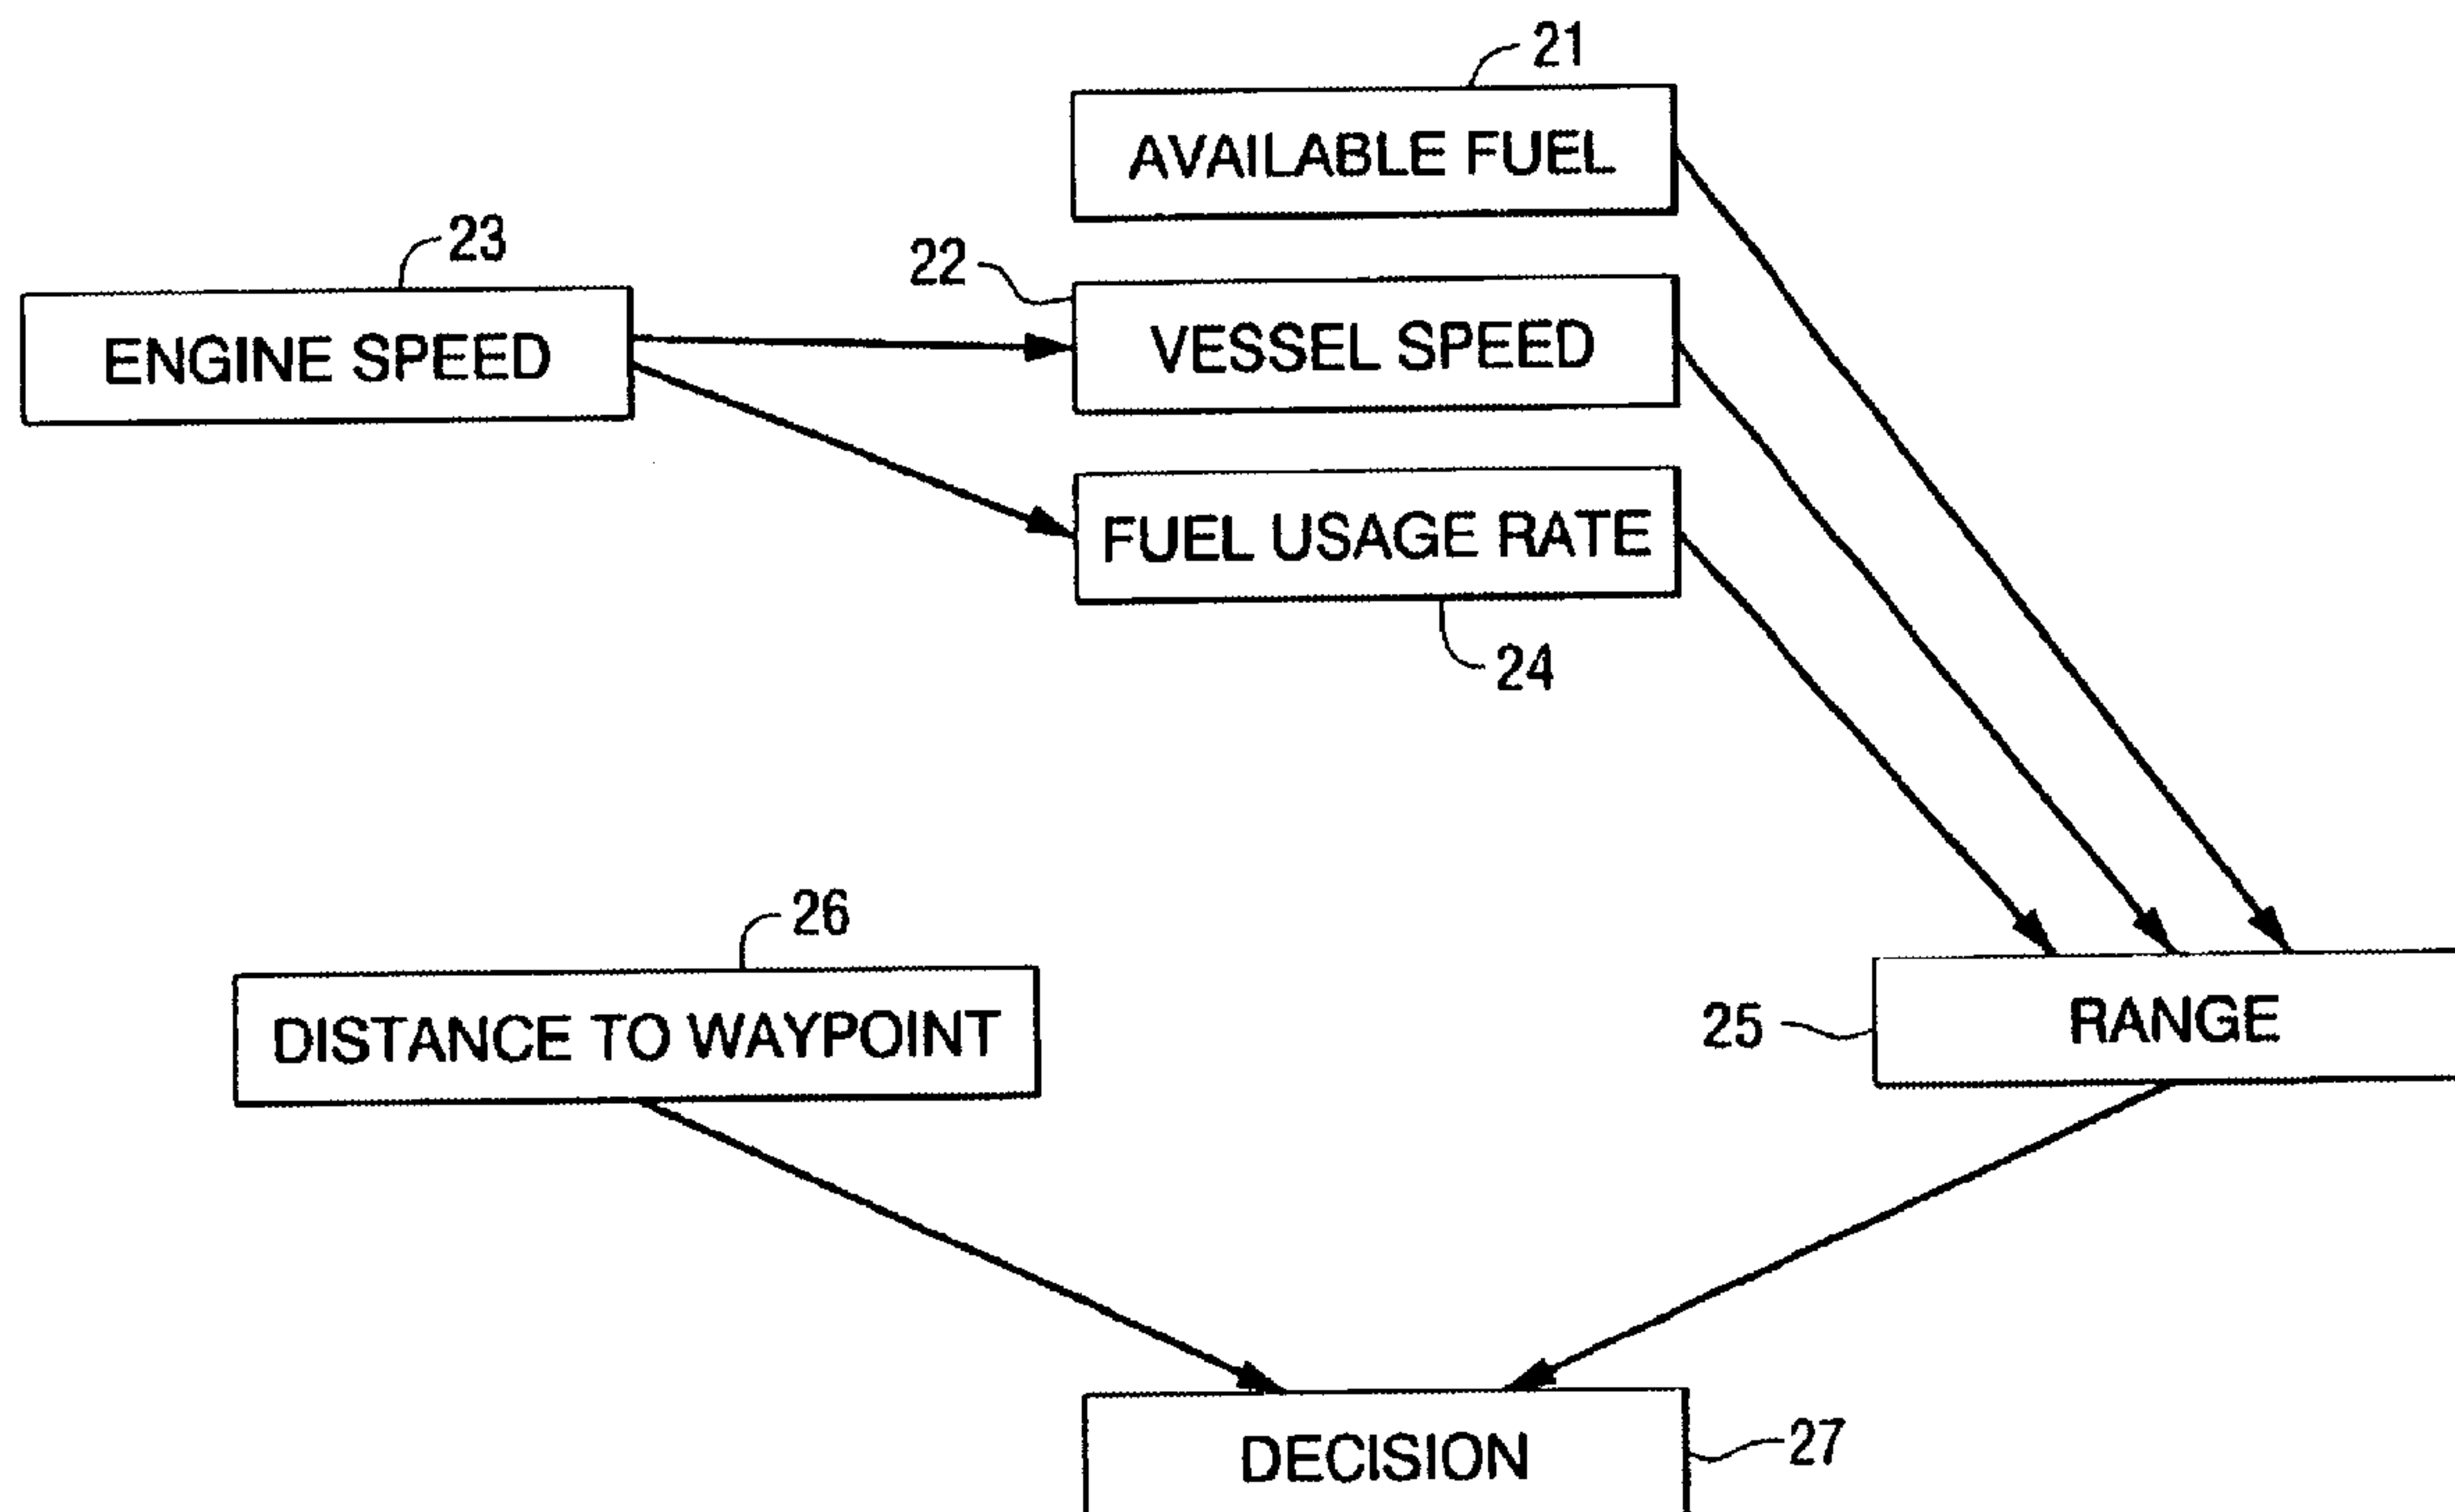 21
AVAILABLE FUEL
23
22
ENGINE SPEED
VESSEL SPEED
FUEL USAGE RATE
24
26
DISTANCE TO WAYPOINT
25
RANGE
DECISION
27